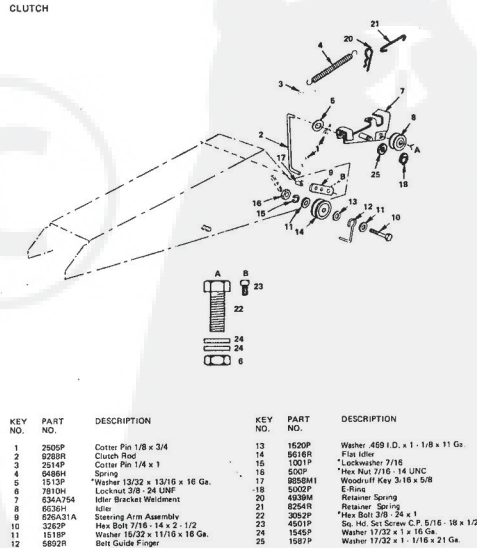 CLUTCH
21
20
4
3
7
5
8
2
1
A
17
9
B
25
18
16
13
12
11
15
10
11
14
A B
23
22
24
24
6
KEY NO. PART NO. DESCRIPTION
1 2505P Cotter Pin 1/8 x 3/4
2 9288R Clutch Rod
3 2514P Cotter Pin 1/4 x 1
4 6486H Spring
5 1513P *Washer 13/32 x 13/16 x 16 Ga.
6 7810H Locknut 3/8 - 24 UNF
7 634A754 Idler Bracket Weldment
8 6636H Idler
9 626A31A Steering Arm Assembly
10 3262P Hex Bolt 7/16 - 14 x 2 - 1/2
11 1518P Washer 15/32 x 11/16 x 16 Ga.
12 5892R Belt Guide Finger
KEY NO. PART NO. DESCRIPTION
13 1520P Washer .469 I.D. x 1 - 1/8 x 11 Ga.
14 5616R Flat Idler
15 1001P *Lockwasher 7/16
16 500P *Hex Nut 7/16 - 14 UNC
17 9858M1 Woodruff Key 3/16 x 5/8
18 5002P E-Ring
20 4939M Retainer Spring
21 8254R Retainer Spring
22 3052P *Hex Bolt 3/8 - 24 x 1
23 4501P Sq. Hd. Set Screw C.P. 5/16 - 18 x 1/2
24 1545P Washer 17/32 x 1 x 16 Ga.
25 1587P Washer 17/32 x 1 - 1/16 x 21 Ga.